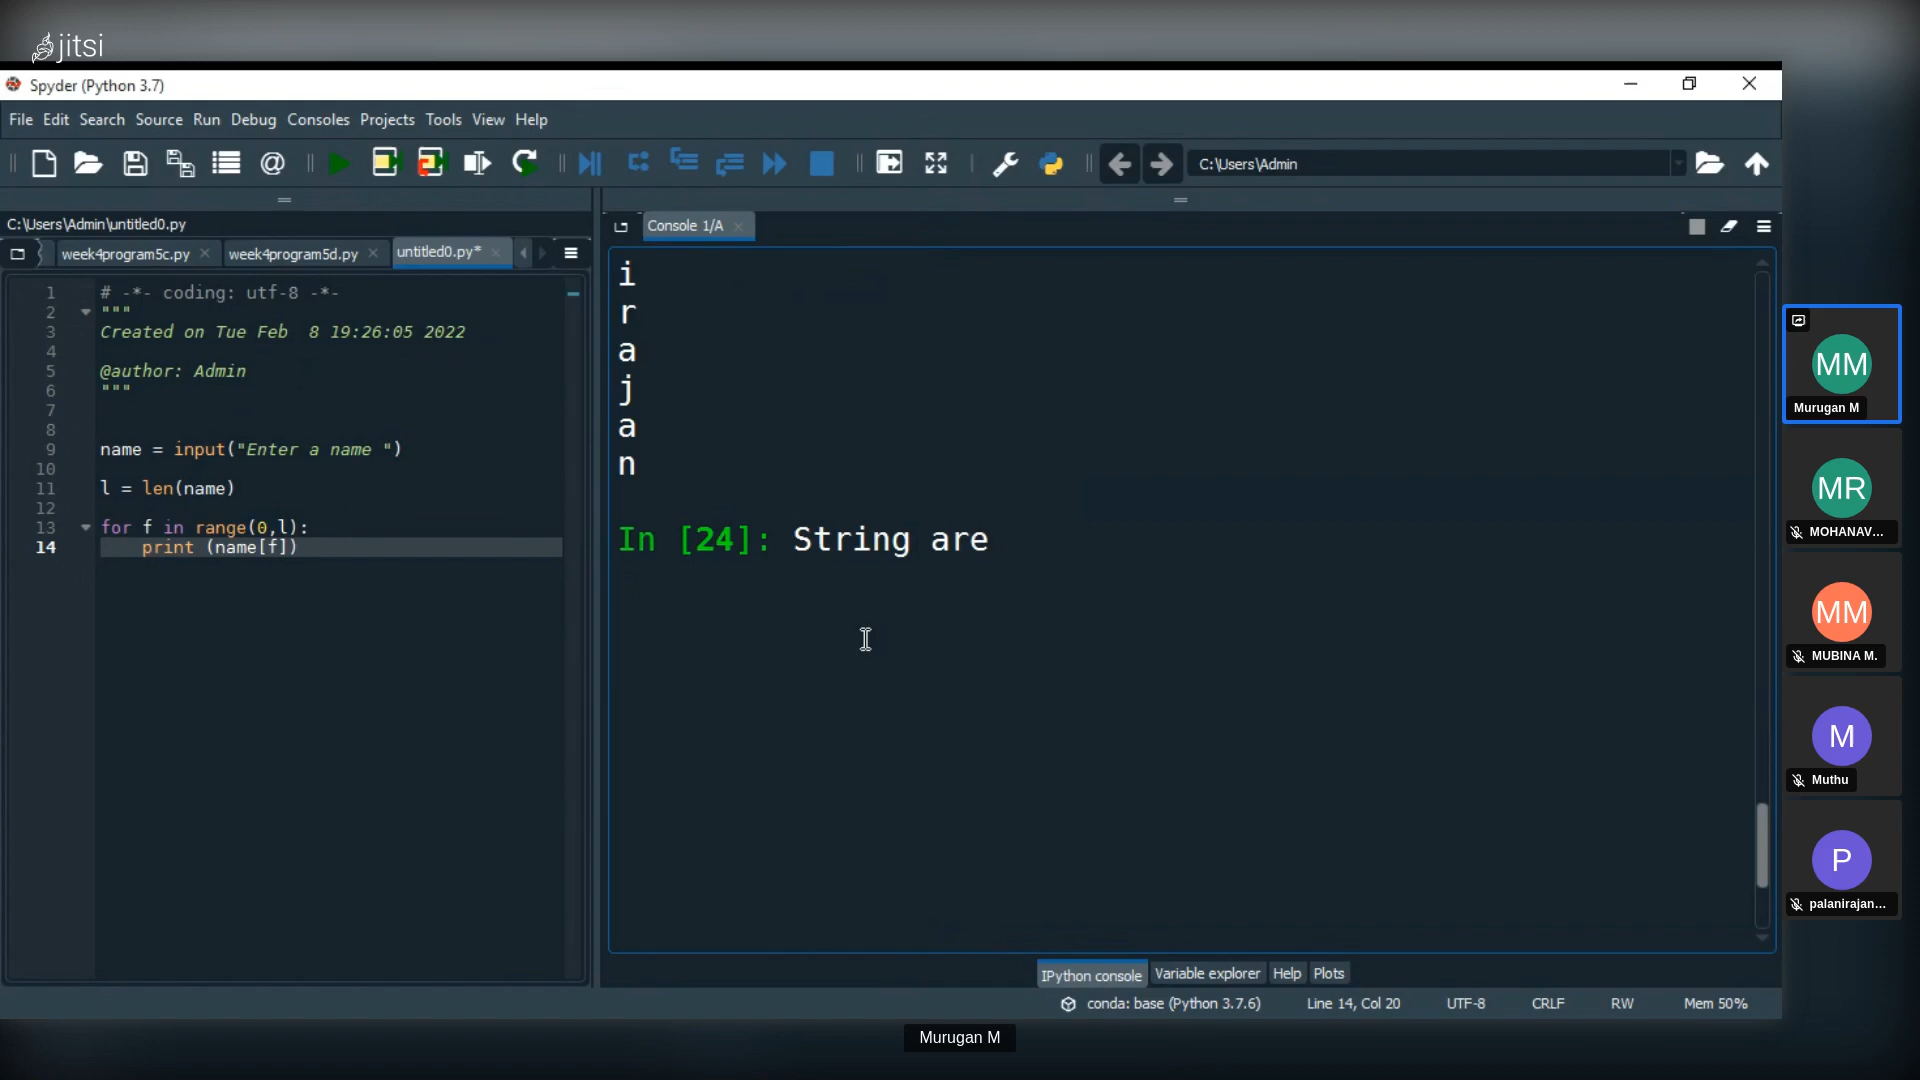 jitsi
Spyder (Python 3.7)
File Edit Search Source Run Debug Consoles Projects Tools View Help
C:\Users\Admin
C:\Users\Admin\untitled0.py
week4program5c.py week4program5d.py untitled0.py*
1 # -*- coding: utf-8 -*-
2 """
3 Created on Tue Feb  8 19:26:05 2022
4
5 @author: Admin
6 """
7
8
9 name = input("Enter a name ")
10
11 l = len(name)
12
13 for f in range(0,l):
14     print (name[f])
Console 1/A
i
r
a
j
a
n
In [24]: String are
IPython console Variable explorer Help Plots
conda: base (Python 3.7.6) Line 14, Col 20 UTF-8 CRLF RW Mem 50%
MM
Murugan M
MR
MOHANAV...
MM
MUBINA M.
M
Muthu
P
palanirajan...
Murugan M